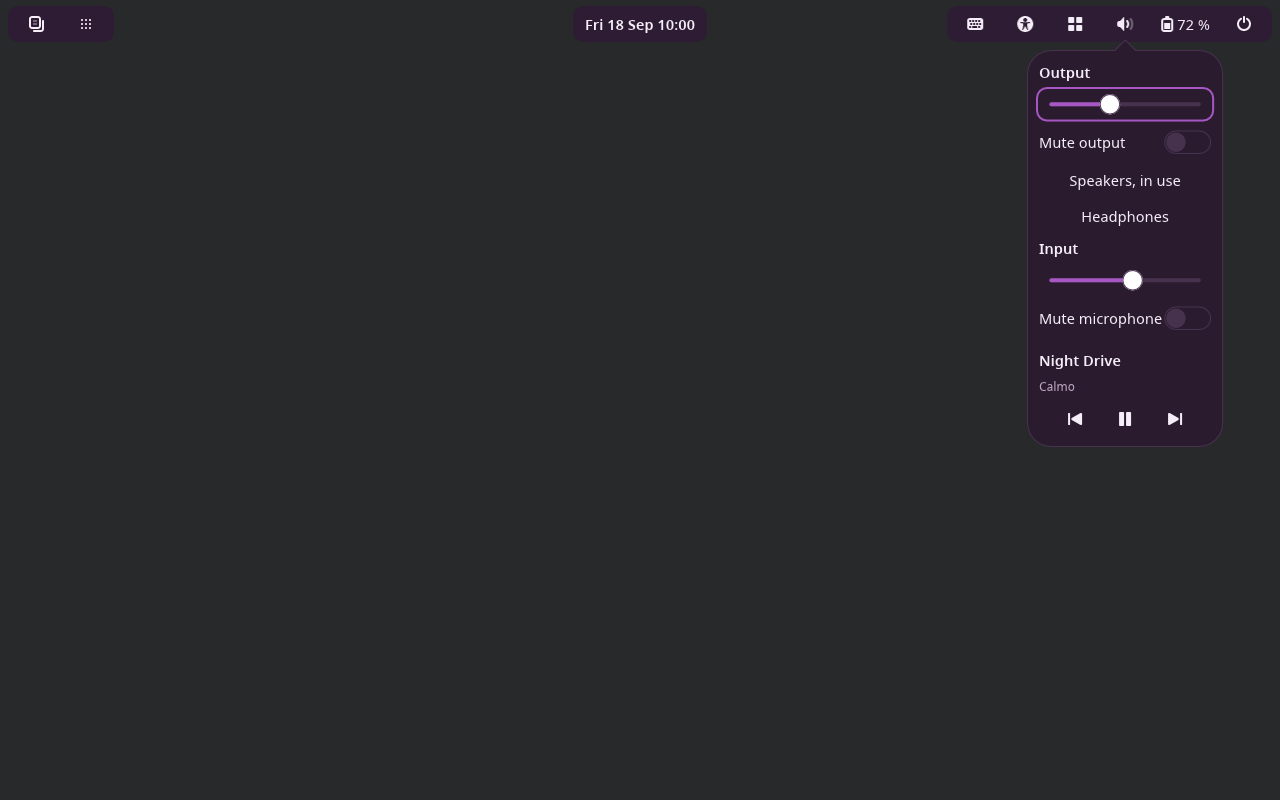 Fri 18 Sep 10:00
72 %
Output
Mute output
Speakers, in use
Headphones
Input
Mute microphone
Night Drive
Calmo